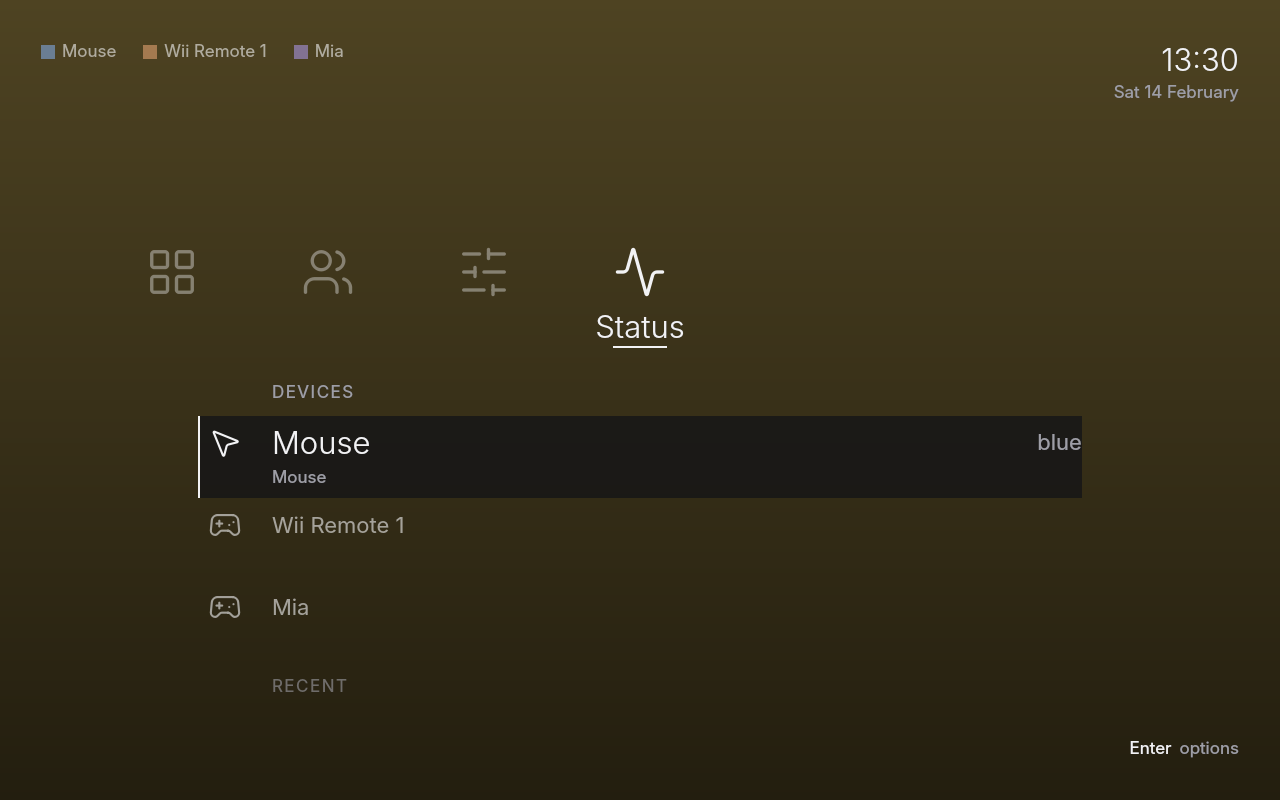 Mouse Wii Remote 1 Mia
13:30
Sat 14 February
Status
DEVICES
Mouse blue
Mouse
Wii Remote 1
Mia
RECENT
Enter options